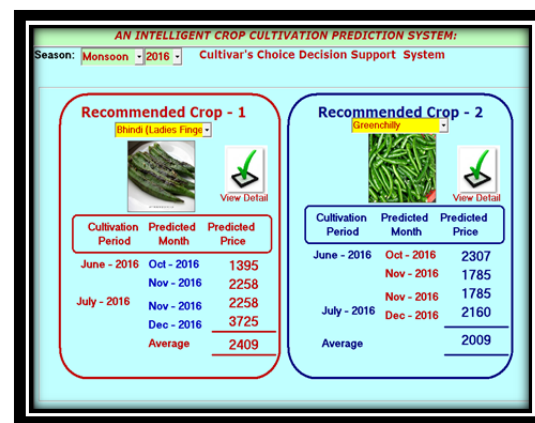 AN INTELLIGENT CROP CULTIVATION PREDICTION SYSTEM:
Season: Monsoon 2016 Cultivar's Choice Decision Support System
Recommended Crop - 1
Bhindi (Ladies Finge
View Detail
Cultivation Period Predicted Month Predicted Price
June - 2016 Oct - 2016 1395
Nov - 2016 2258
July - 2016 Nov - 2016 2258
Dec - 2016 3725
Average 2409
Recommended Crop - 2
Greenchilly
View Detail
Cultivation Period Predicted Month Predicted Price
June - 2016 Oct - 2016 2307
Nov - 2016 1785
Nov - 2016 1785
July - 2016 Dec - 2016 2160
Average 2009